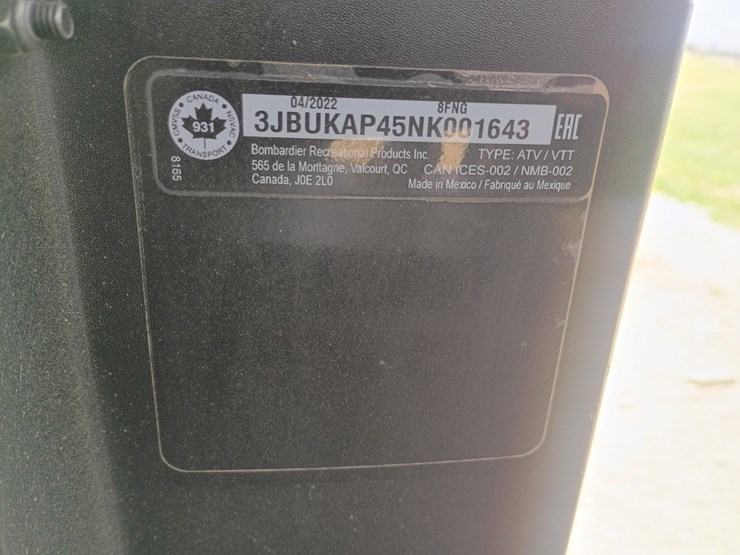 04/2022 8FNG
3JBUKAP45NK001643 EAC
CANADA
CMVSS NSVAC
931
TRANSPORT
8165
Bombardier Recreational Products Inc. TYPE: ATV / VTT
565 de la Montagne, Valcourt, QC CAN ICES-002 / NMB-002
Canada, J0E 2L0 Made in Mexico / Fabriqué au Mexique